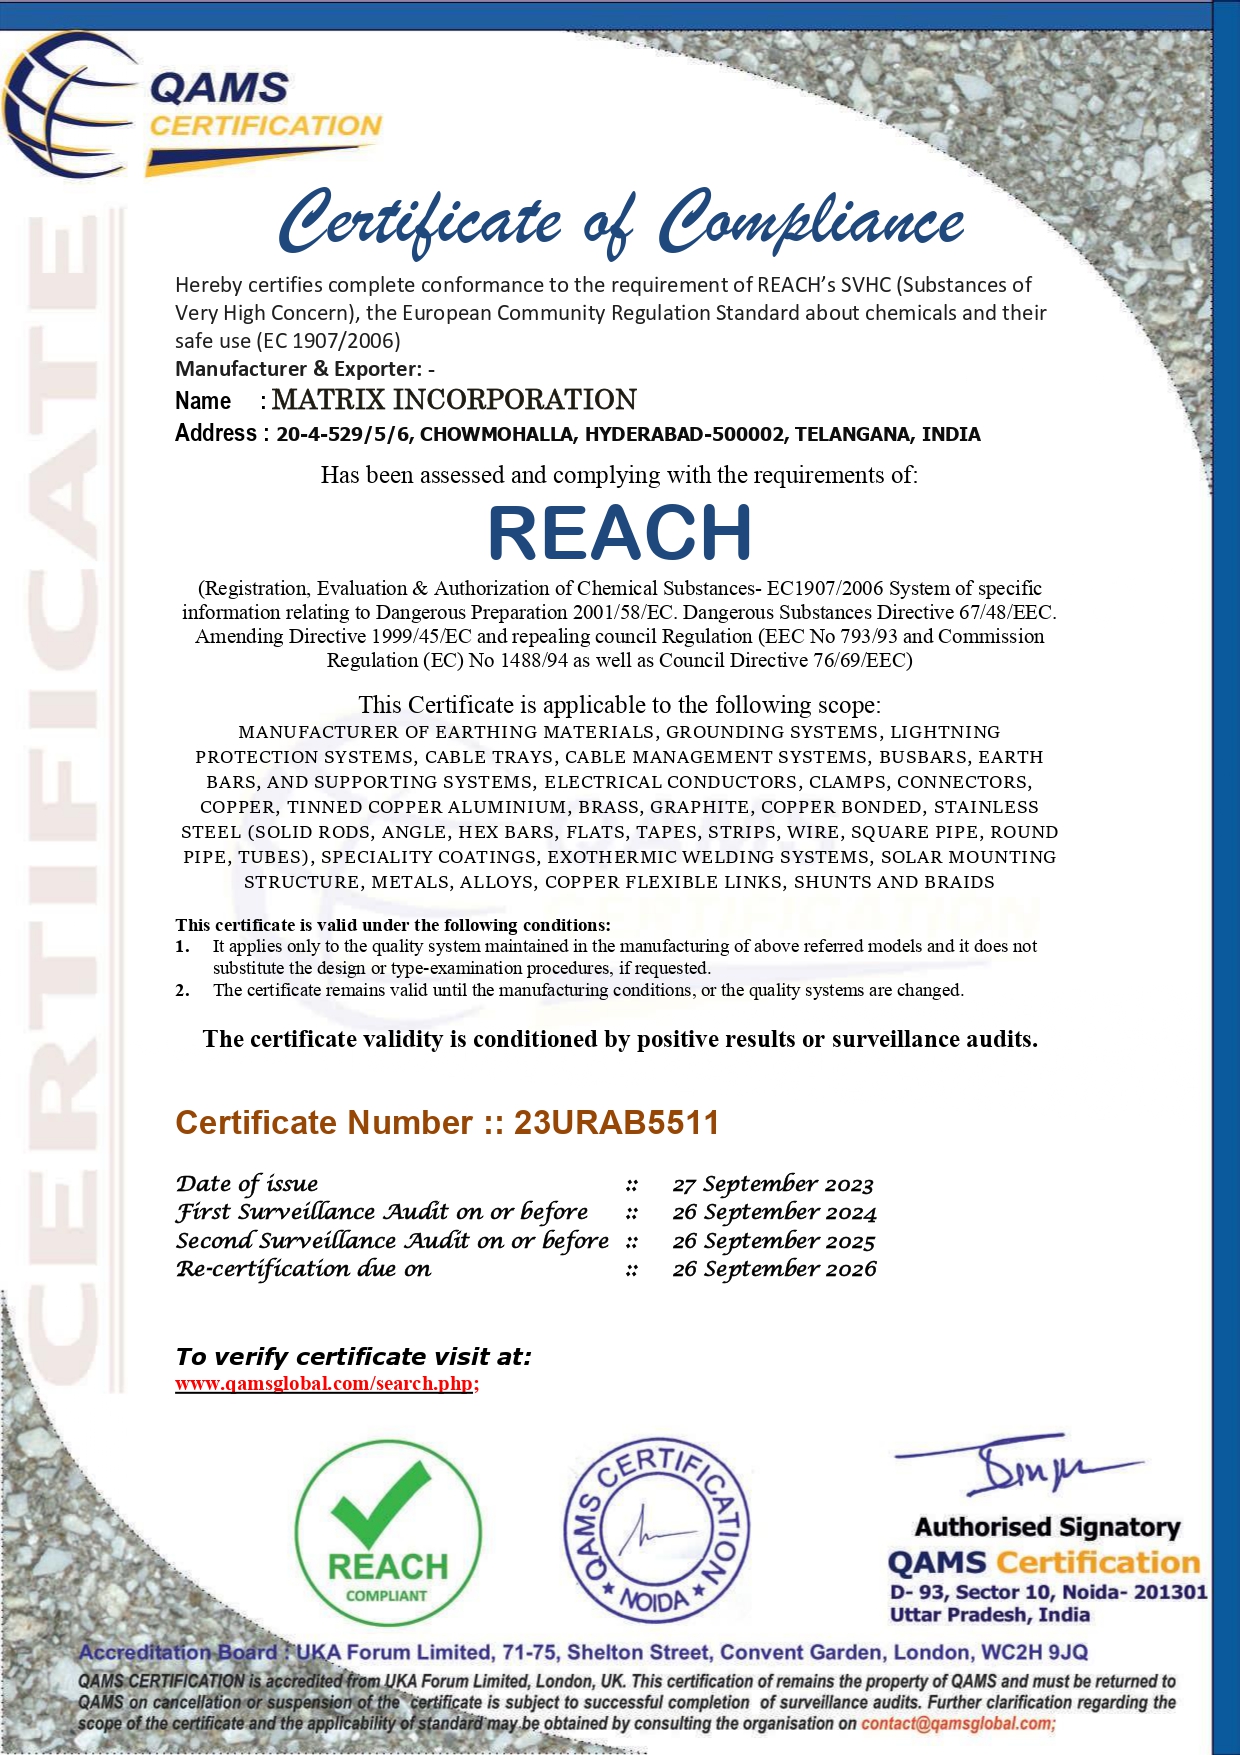 QAMS
CERTIFICATION
CERTIFICATE
Certificate of Compliance
Hereby certifies complete conformance to the requirement of REACH's SVHC (Substances of
Very High Concern), the European Community Regulation Standard about chemicals and their
safe use (EC 1907/2006)
Manufacturer & Exporter: -
Name : MATRIX INCORPORATION
Address : 20-4-529/5/6, CHOWMOHALLA, HYDERABAD-500002, TELANGANA, INDIA
Has been assessed and complying with the requirements of:
REACH
(Registration, Evaluation & Authorization of Chemical Substances- EC1907/2006 System of specific
information relating to Dangerous Preparation 2001/58/EC. Dangerous Substances Directive 67/48/EEC.
Amending Directive 1999/45/EC and repealing council Regulation (EEC No 793/93 and Commission
Regulation (EC) No 1488/94 as well as Council Directive 76/69/EEC)
This Certificate is applicable to the following scope:
MANUFACTURER OF EARTHING MATERIALS, GROUNDING SYSTEMS, LIGHTNING
PROTECTION SYSTEMS, CABLE TRAYS, CABLE MANAGEMENT SYSTEMS, BUSBARS, EARTH
BARS, AND SUPPORTING SYSTEMS, ELECTRICAL CONDUCTORS, CLAMPS, CONNECTORS,
COPPER, TINNED COPPER ALUMINIUM, BRASS, GRAPHITE, COPPER BONDED, STAINLESS
STEEL (SOLID RODS, ANGLE, HEX BARS, FLATS, TAPES, STRIPS, WIRE, SQUARE PIPE, ROUND
PIPE, TUBES), SPECIALITY COATINGS, EXOTHERMIC WELDING SYSTEMS, SOLAR MOUNTING
STRUCTURE, METALS, ALLOYS, COPPER FLEXIBLE LINKS, SHUNTS AND BRAIDS
This certificate is valid under the following conditions:
1. It applies only to the quality system maintained in the manufacturing of above referred models and it does not
substitute the design or type-examination procedures, if requested.
2. The certificate remains valid until the manufacturing conditions, or the quality systems are changed.
The certificate validity is conditioned by positive results or surveillance audits.
Certificate Number :: 23URAB5511
Date of issue :: 27 September 2023
First Surveillance Audit on or before :: 26 September 2024
Second Surveillance Audit on or before :: 26 September 2025
Re-certification due on :: 26 September 2026
To verify certificate visit at:
www.qamsglobal.com/search.php;
REACH
COMPLIANT
QAMS CERTIFICATION
★ NOIDA ★
Authorised Signatory
QAMS Certification
D- 93, Sector 10, Noida- 201301
Uttar Pradesh, India
Accreditation Board : UKA Forum Limited, 71-75, Shelton Street, Convent Garden, London, WC2H 9JQ
QAMS CERTIFICATION is accredited from UKA Forum Limited, London, UK. This certification of remains the property of QAMS and must be returned to
QAMS on cancellation or suspension of the certificate is subject to successful completion of surveillance audits. Further clarification regarding the
scope of the certificate and the applicability of standard may be obtained by consulting the organisation on contact@qamsglobal.com;